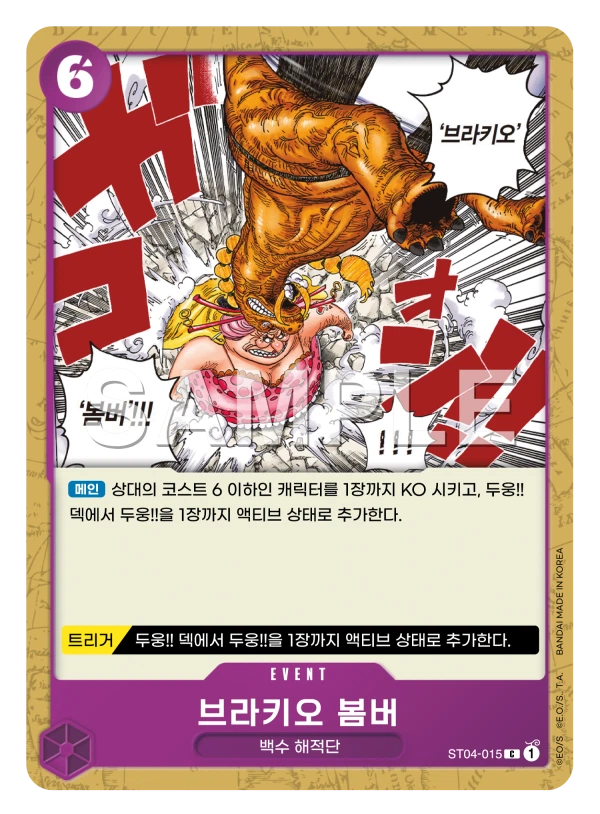 6
'브라키오'
'봄버'!!!
!!!
SAMPLE
메인 상대의 코스트 6 이하인 캐릭터를 1장까지 KO 시키고, 두웅!!
덱에서 두웅!!을 1장까지 액티브 상태로 추가한다.
트리거 두웅!! 덱에서 두웅!!을 1장까지 액티브 상태로 추가한다.
EVENT
브라키오 봄버
백수 해적단
ST04-015 C 1
©E.O./S. ©E.O./S., T.A. BANDAI MADE IN KOREA